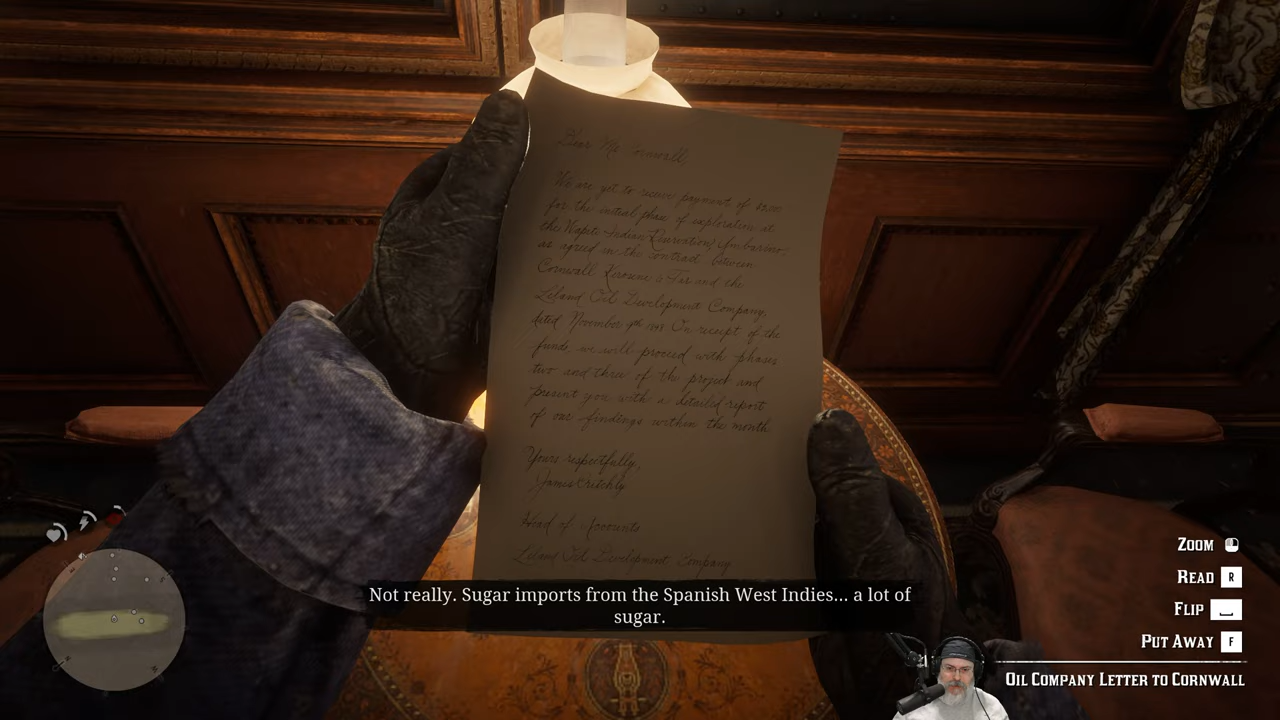 Dear Mr Cornwall,
We are yet to receive payment of
for the initial phase of exploration at
the Wapiti Indian Reservation, Ambarino,
as agreed in the contract between
Cornwall Kerosene & Tar and the
Leland Oil Development Company,
dated November 9th On receipt of the
funds, we will proceed with phases
two and three of the project and
present you with a detailed report
of our findings within the month
Yours respectfully,
James Critchly
Head of Accounts
Leland Oil Development Company
Not really. Sugar imports from the Spanish West Indies... a lot of
sugar.
ZOOM
READ R
FLIP
PUT AWAY F
OIL COMPANY LETTER TO CORNWALL